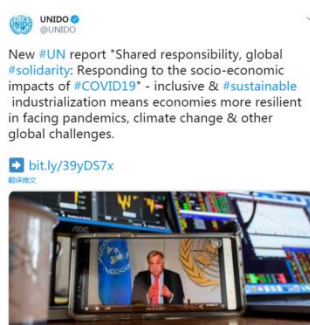 UNIDO
@UNIDO
New #UN report "Shared responsibility, global
#solidarity: Responding to the socio-economic
impacts of #COVID19" - inclusive & #sustainable
industrialization means economies more resilient
in facing pandemics, climate change & other
global challenges.
bit.ly/39yDS7x
翻译推文
AOC